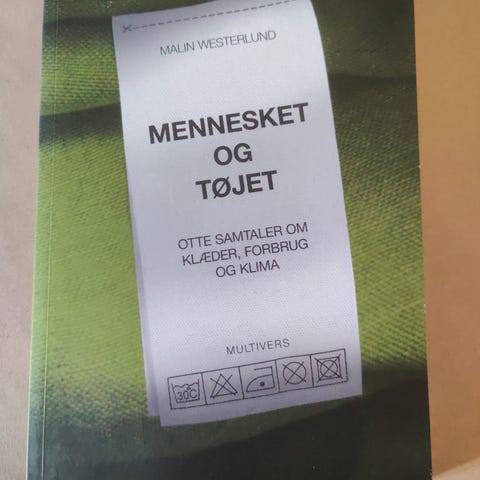 MALIN WESTERLUND
MENNESKET
OG
TØJET
OTTE SAMTALER OM
KLÆDER, FORBRUG
OG KLIMA
MULTIVERS
30°C